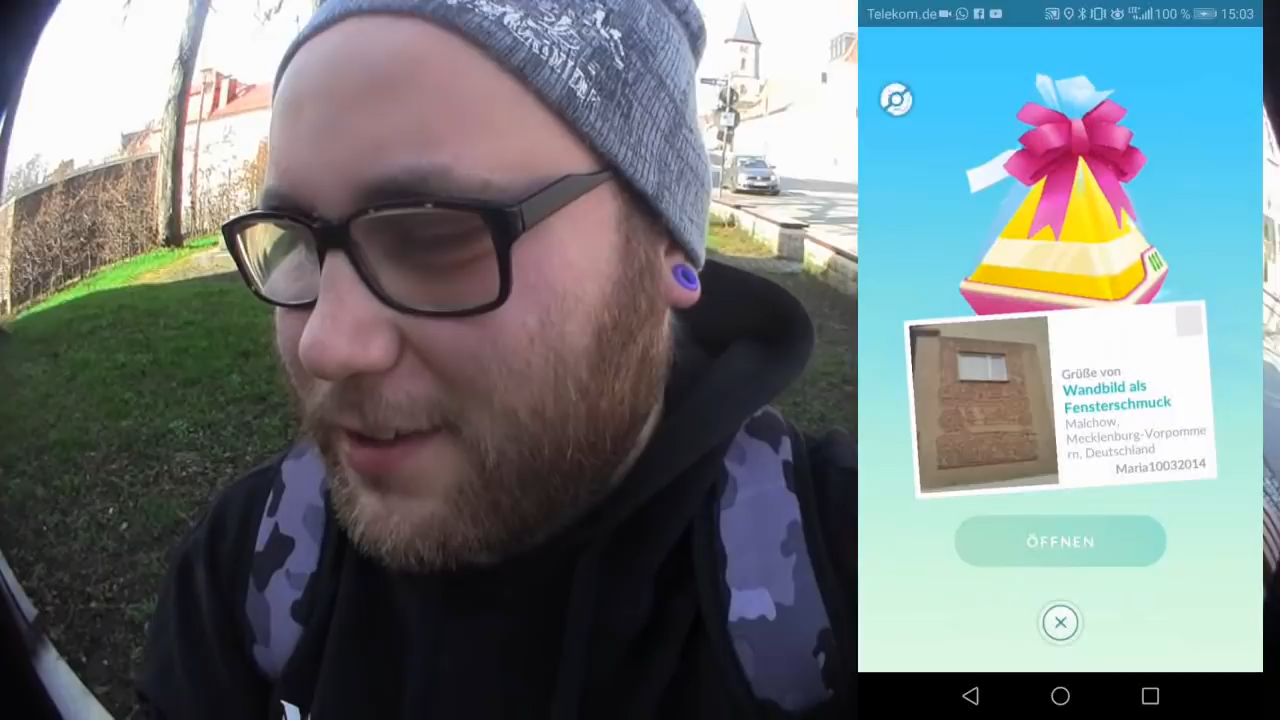 Telekom.de
100 %
15:03
Grüße von
Wandbild als
Fensterschmuck
Malchow,
Mecklenburg-Vorpomme
rn, Deutschland
Maria10032014
ÖFFNEN